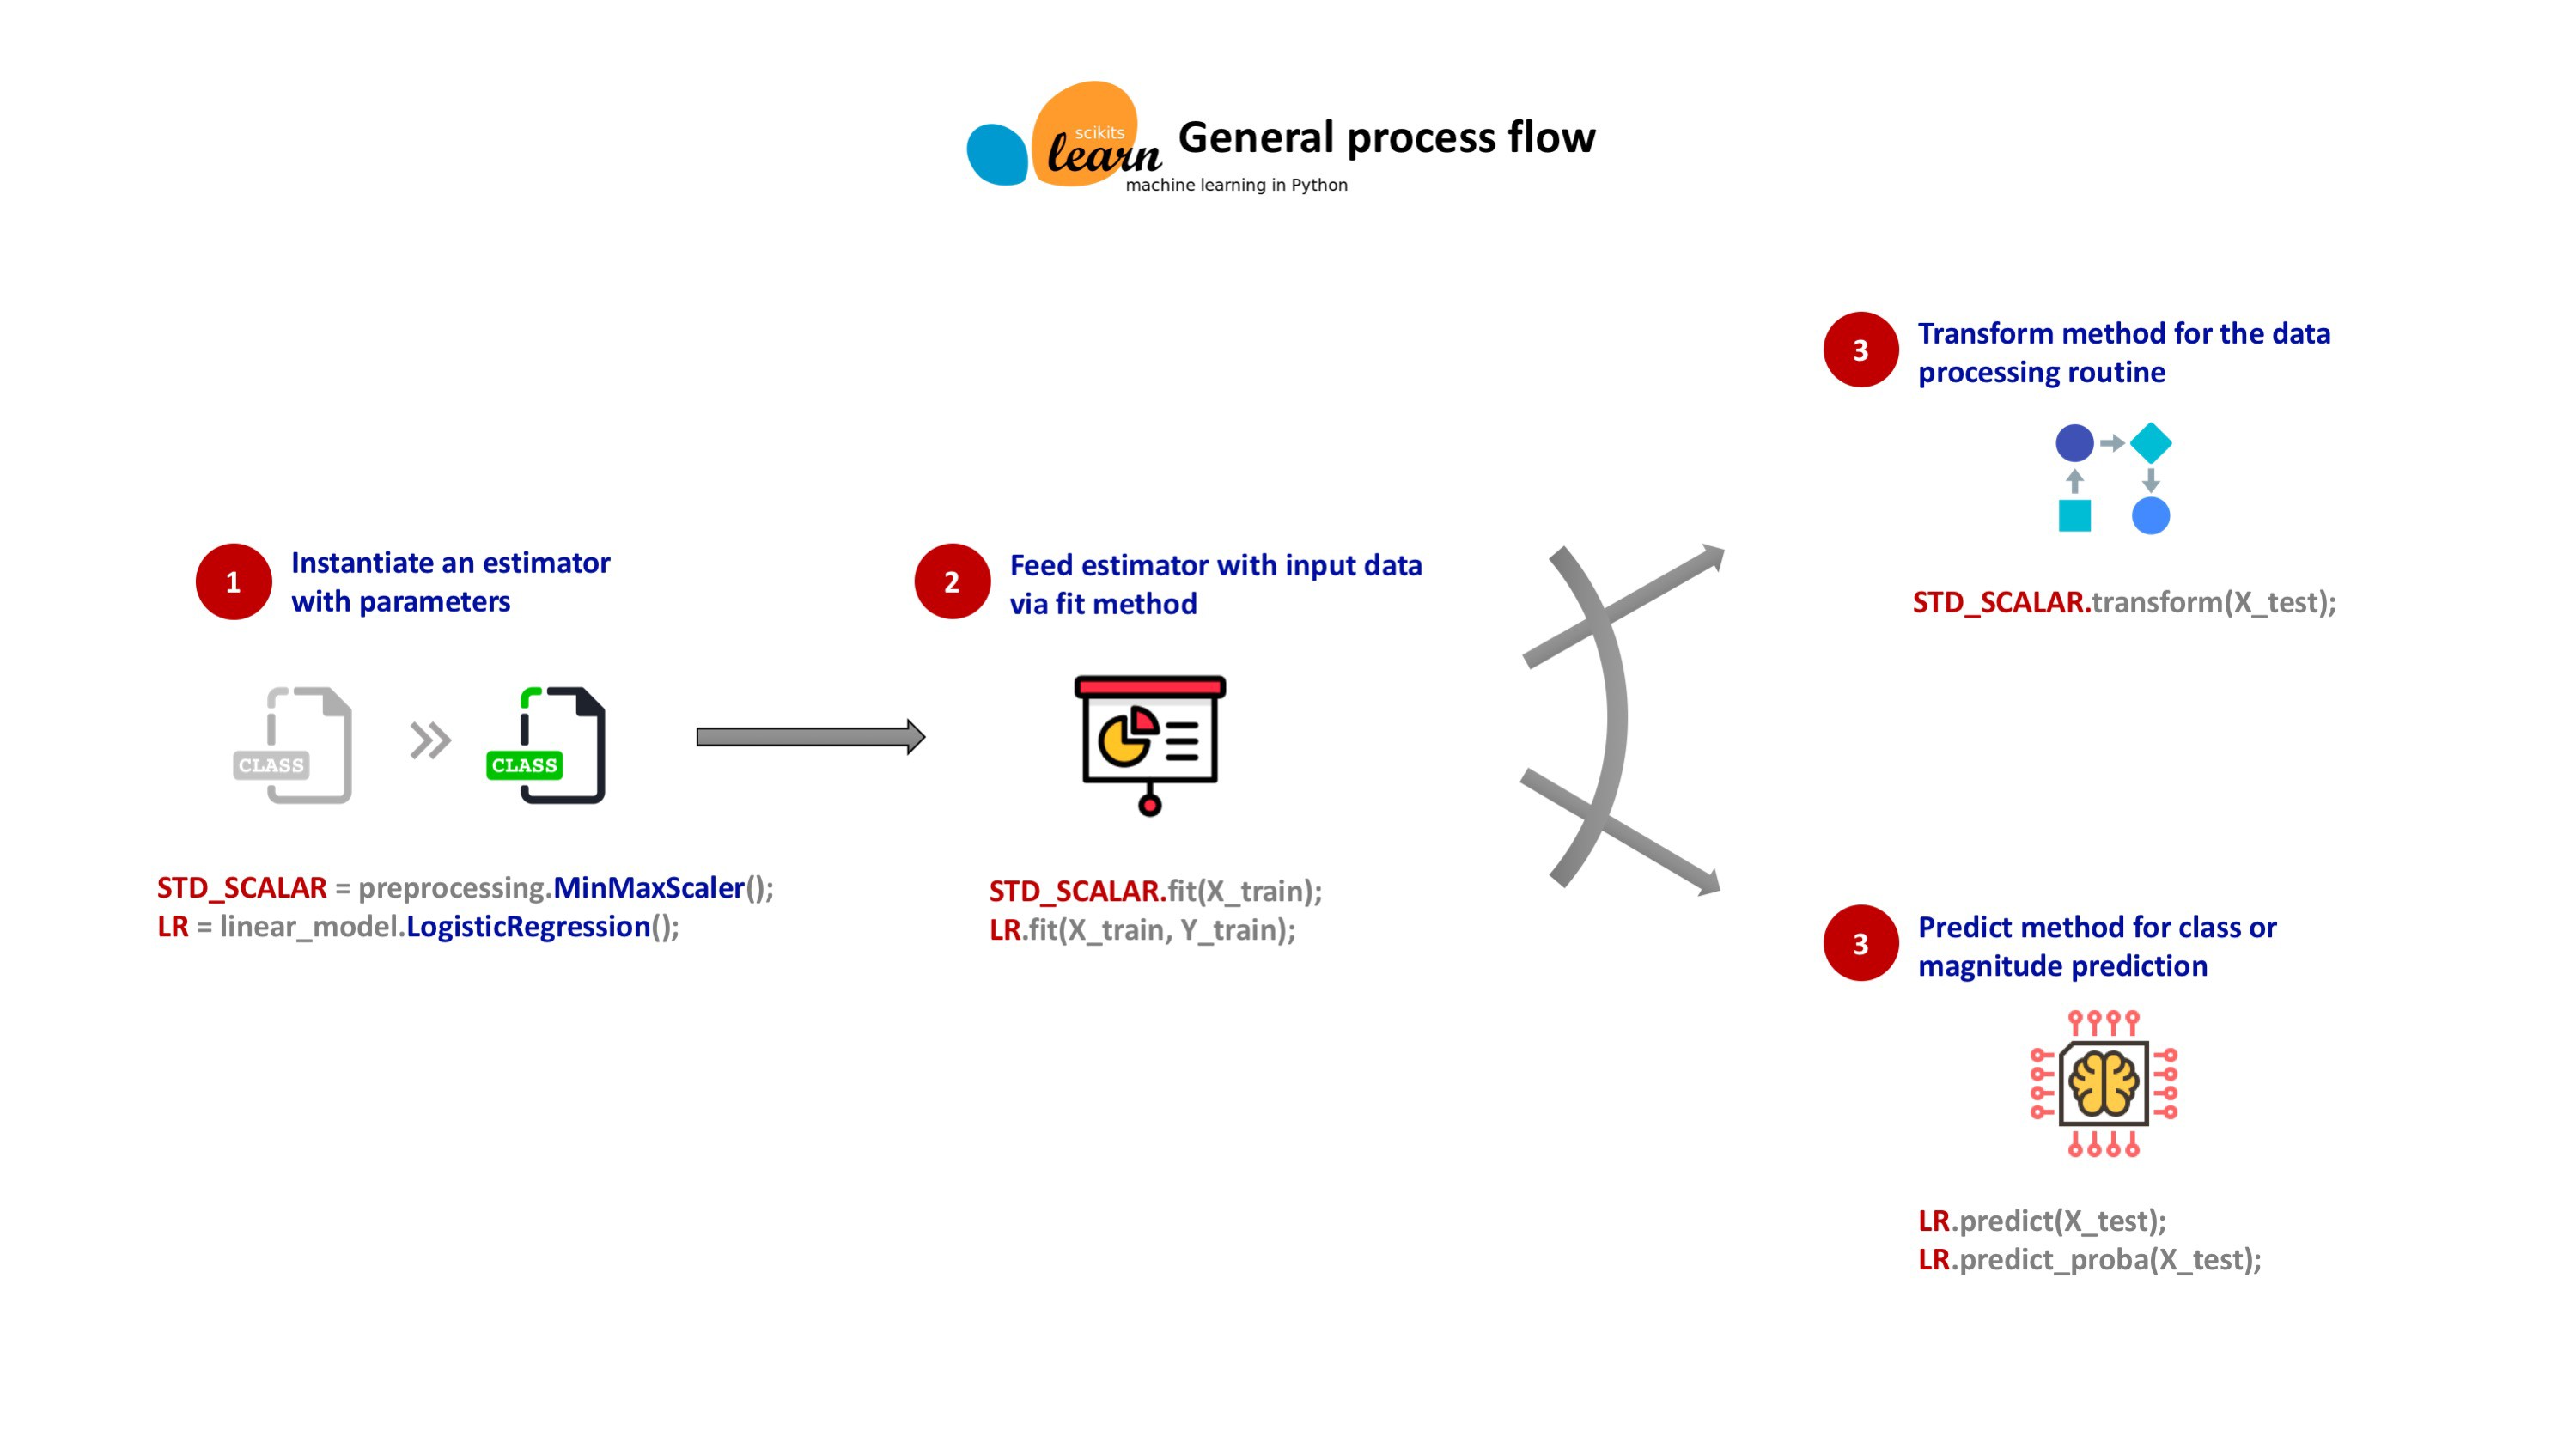 scikits
learn
General process flow
machine learning in Python
1
Instantiate an estimator
with parameters
CLASS
CLASS
STD_SCALAR = preprocessing.MinMaxScaler();
LR = linear_model.LogisticRegression();
2
Feed estimator with input data
via fit method
STD_SCALAR.fit(X_train);
LR.fit(X_train, Y_train);
3
Transform method for the data
processing routine
STD_SCALAR.transform(X_test);
3
Predict method for class or
magnitude prediction
LR.predict(X_test);
LR.predict_proba(X_test);